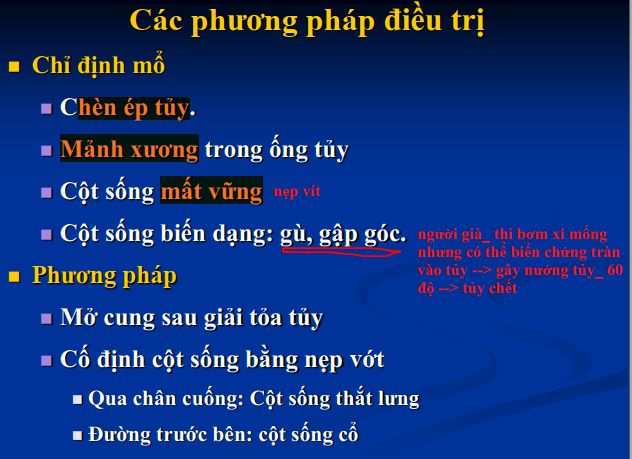 Các phương pháp điều trị
Chỉ định mổ
Chèn ép tủy.
Mảnh xương trong ống tủy
Cột sống mất vững nẹp vít
Cột sống biến dạng: gù, gập góc.
người già_ thì bơm xi mống
nhưng có thể biến chứng tràn
vào tủy --> gây nướng tủy_ 60
độ --> tủy chết
Phương pháp
Mở cung sau giải tỏa tủy
Cố định cột sống bằng nẹp vớt
Qua chân cuống: Cột sống thắt lưng
Đường trước bên: cột sống cổ